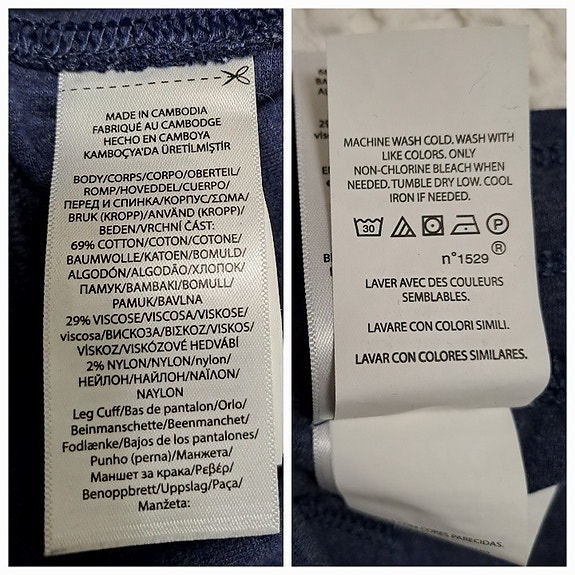 MADE IN CAMBODIA
FABRIQUÉ AU CAMBODGE
HECHO EN CAMBOYA
KAMBOÇYA'DA ÜRETİLMİŞTİR
BODY/CORPS/CORPO/OBERTEIL/
ROMP/HOVEDDEL/CUERPO/
ПЕРЕД И СПИНКА/КОРПУС/ΣΩΜΑ/
BRUK (KROPP)/ANVÄND (KROPP)/
BEDEN/VRCHNÍ ČÁST:
69% COTTON/COTON/COTONE/
BAUMWOLLE/KATOEN/BOMULD/
ALGODÓN/ALGODÃO/ХЛОПОК/
ПАМУК/ΒΑΜΒΑΚΙ/BOMULL/
PAMUK/BAVLNA
29% VISCOSE/VISCOSA/VISKOSE/
viscosa/ВИСКОЗА/ΒΙΣΚΟΖ/VISKOS/
VİSKOZ/VISKÓZOVÉ HEDVÁBÍ
2% NYLON/NYLON/nylon/
НЕЙЛОН/НАЙЛОН/ΝΑΪΛΟΝ/
NAYLON
Leg Cuff/Bas de pantalon/Orlo/
Beinmanschette/Beenmanchet/
Fodlænke/Bajos de los pantalones/
Punho (perna)/Манжета/
Маншет за крака/Ρεβέρ/
Benoppbrett/Uppslag/Paça/
Manžeta:
MACHINE WASH COLD. WASH WITH
LIKE COLORS. ONLY
NON-CHLORINE BLEACH WHEN
NEEDED. TUMBLE DRY LOW. COOL
IRON IF NEEDED.
30 P
®
n°1529
LAVER AVEC DES COULEURS
SEMBLABLES.
LAVARE CON COLORI SIMILI.
LAVAR CON COLORES SIMILARES.
COM CORES PARECIDAS.